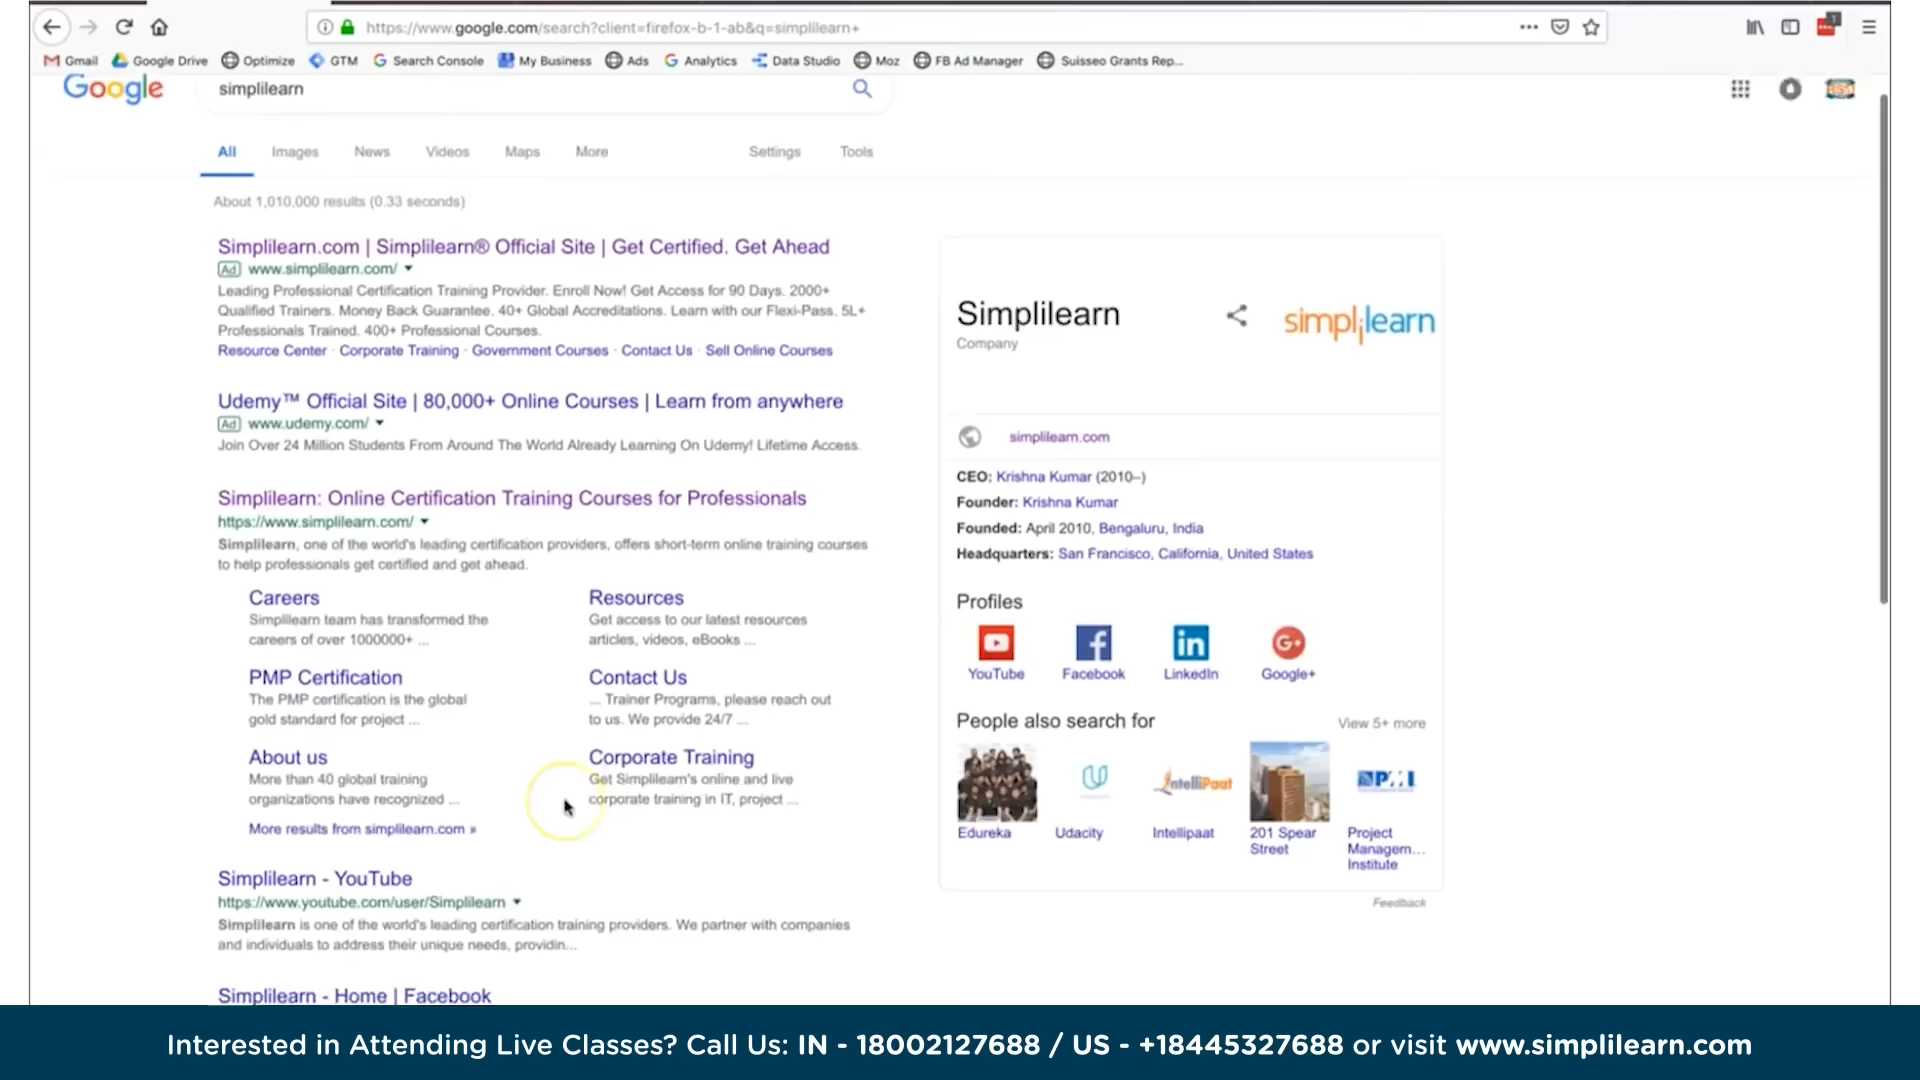 https://www.google.com/search?client=firefox-b-1-ab&q=simplilearn+
1
Gmail Google Drive Optimize GTM Search Console My Business Ads Analytics Data Studio Moz FB Ad Manager Suisseo Grants Rep...
Google simplilearn
All Images News Videos Maps More Settings Tools
About 1,010,000 results (0.33 seconds)
Simplilearn.com | Simplilearn® Official Site | Get Certified. Get Ahead
Ad www.simplilearn.com/
Leading Professional Certification Training Provider. Enroll Now! Get Access for 90 Days. 2000+
Qualified Trainers. Money Back Guarantee. 40+ Global Accreditations. Learn with our Flexi-Pass. 5L+
Professionals Trained. 400+ Professional Courses.
Resource Center · Corporate Training · Government Courses · Contact Us · Sell Online Courses
Udemy™ Official Site | 80,000+ Online Courses | Learn from anywhere
Ad www.udemy.com/
Join Over 24 Million Students From Around The World Already Learning On Udemy! Lifetime Access.
Simplilearn: Online Certification Training Courses for Professionals
https://www.simplilearn.com/
Simplilearn, one of the world's leading certification providers, offers short-term online training courses
to help professionals get certified and get ahead.
Careers
Simplilearn team has transformed the
careers of over 1000000+ ...
Resources
Get access to our latest resources
articles, videos, eBooks ...
PMP Certification
The PMP certification is the global
gold standard for project ...
Contact Us
... Trainer Programs, please reach out
to us. We provide 24/7 ...
About us
More than 40 global training
organizations have recognized ...
Corporate Training
Get Simplilearn's online and live
corporate training in IT, project ...
More results from simplilearn.com »
Simplilearn - YouTube
https://www.youtube.com/user/Simplilearn
Simplilearn is one of the world's leading certification training providers. We partner with companies
and individuals to address their unique needs, providin...
Simplilearn - Home | Facebook
Simplilearn
Company
simplilearn
simplilearn.com
CEO: Krishna Kumar (2010–)
Founder: Krishna Kumar
Founded: April 2010, Bengaluru, India
Headquarters: San Francisco, California, United States
Profiles
YouTube Facebook LinkedIn Google+
People also search for View 5+ more
IntelliPaat PMI
Edureka
Udacity
Intellipaat
201 Spear
Street
Project
Managem...
Institute
Feedback
Interested in Attending Live Classes? Call Us: IN - 18002127688 / US - +18445327688 or visit www.simplilearn.com